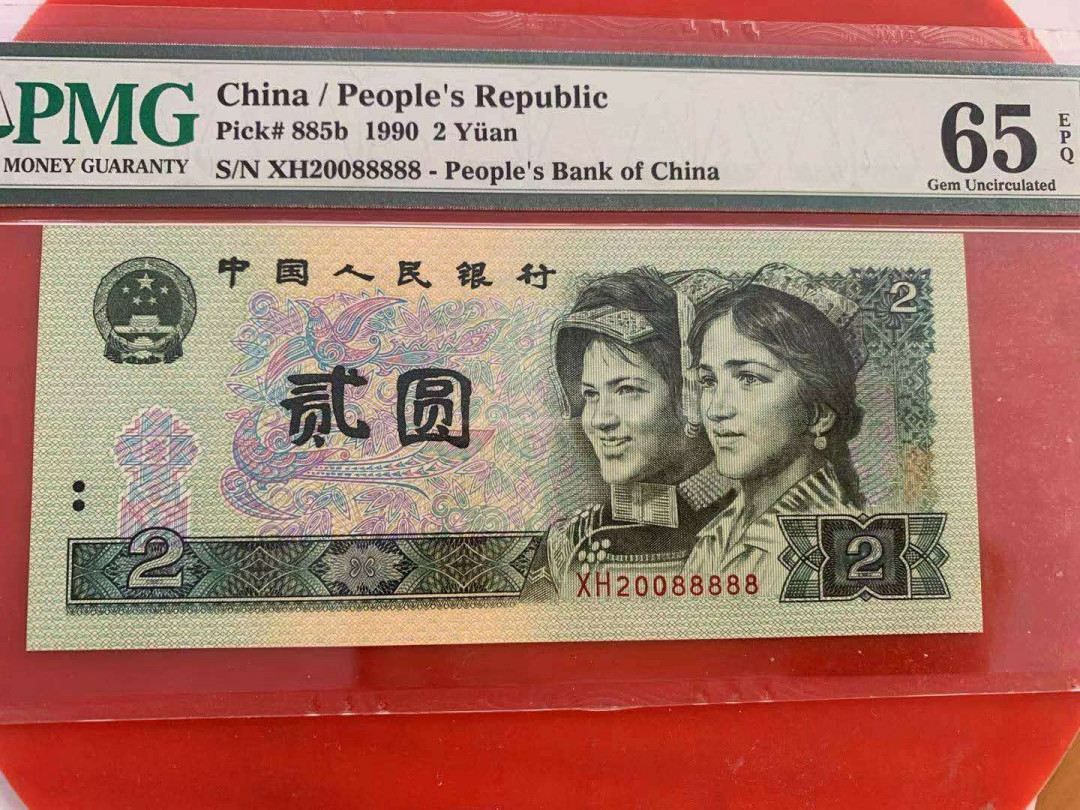 PMG
MONEY GUARANTY
China / People's Republic
Pick# 885b 1990 2 Yüan
S/N XH20088888 - People's Bank of China
65 EPQ
Gem Uncirculated
中国人民银行
2
贰圆
2
XH20088888
2